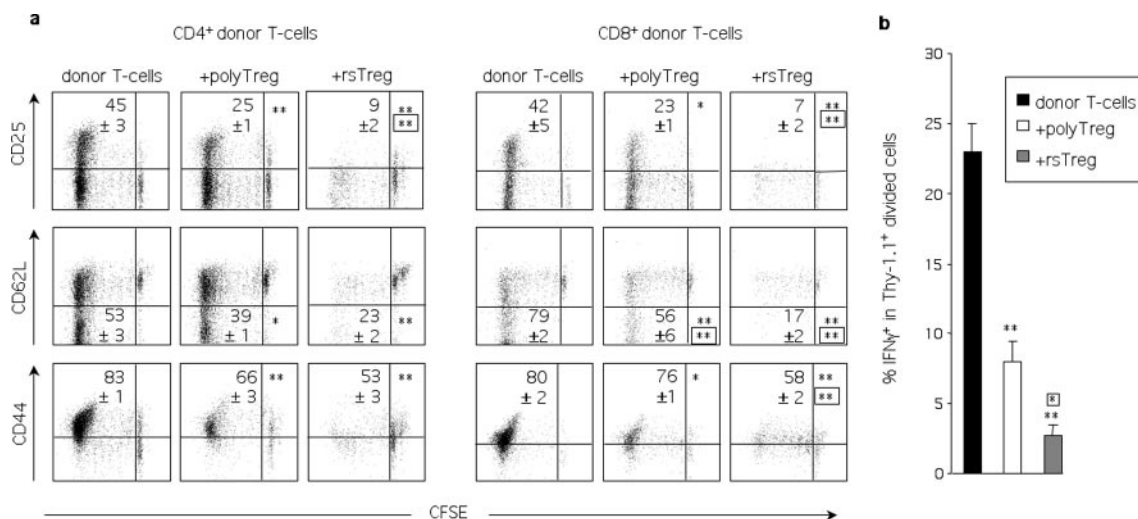 a
CD4+ donor T-cells
CD8+ donor T-cells
donor T-cells +polyTreg +rsTreg
donor T-cells +polyTreg +rsTreg
CD25
45 ± 3
25 ±1 **
9 ±2 ** **
42 ±5
23 ±1 *
7 ± 2 ** **
CD62L
53 ± 3
39 ± 1 *
23 ± 2 **
79 ±2
56 ±6 ** **
17 ±2 ** **
CD44
83 ± 1
66 ± 3 **
53 ± 3 **
80 ± 2
76 ±1 *
58 ± 2 ** **
CFSE
b
% IFNγ+ in Thy-1.1+ divided cells
30
25
20
15
10
5
0
donor T-cells
+polyTreg
+rsTreg
**
*
**